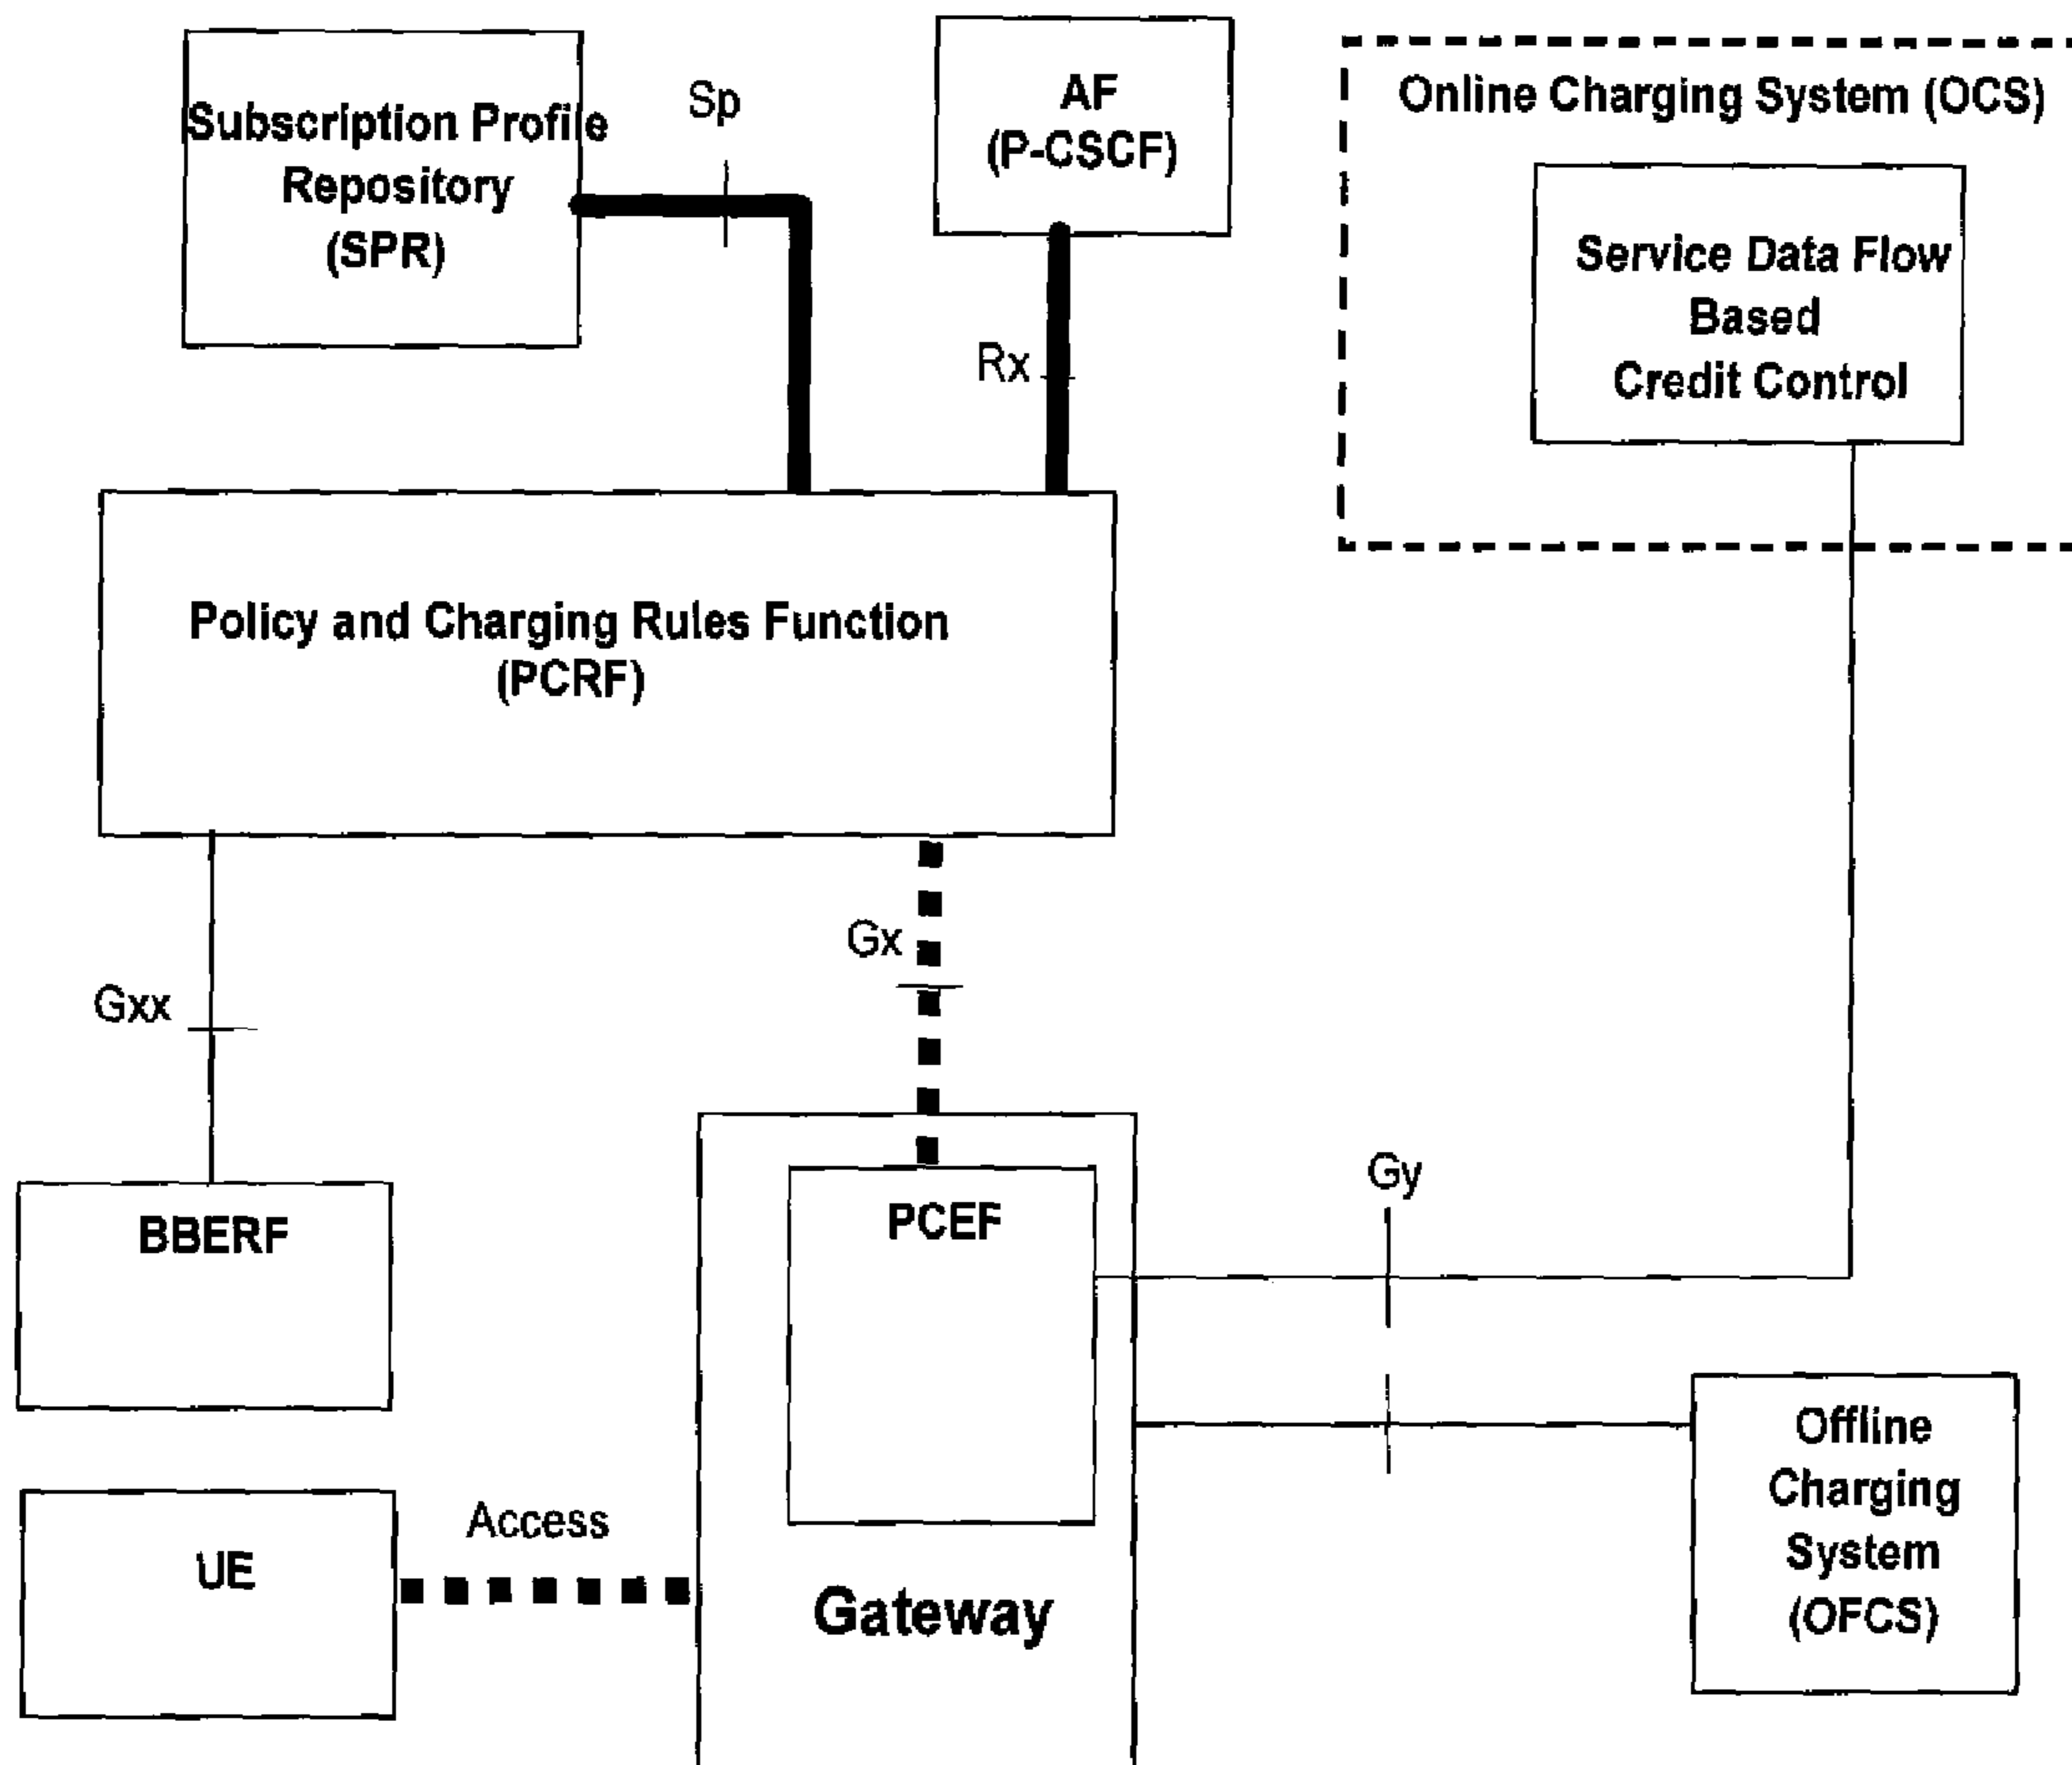 Subscription Profile
Repository
(SPR)
Sp
AF
(P-CSCF)
Online Charging System (OCS)
Service Data Flow
Based
Credit Control
Rx
Policy and Charging Rules Function
(PCRF)
Gx
Gxx
BBERF
PCEF
Gy
UE
Access
Gateway
Offline
Charging
System
(OFCS)